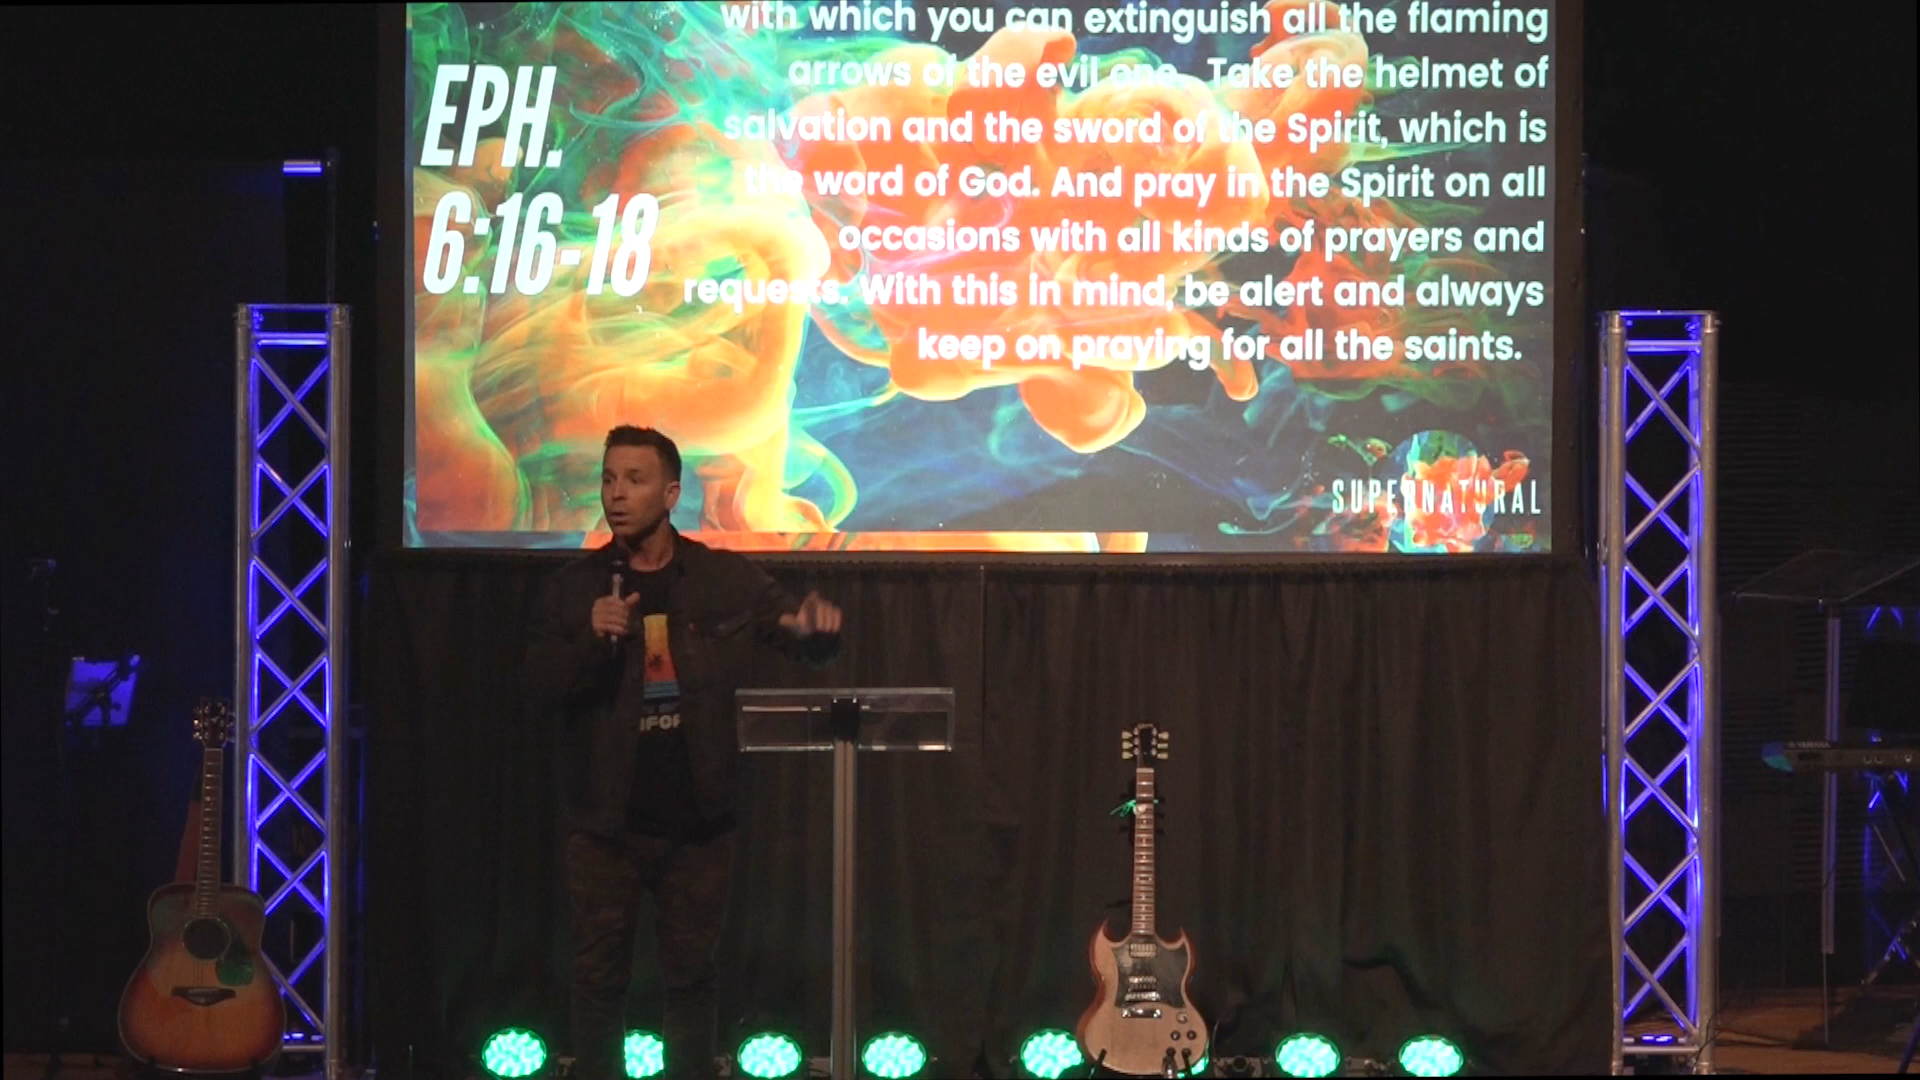 EPH.
6:16-18
with which you can extinguish all the flaming
arrows of the evil one. Take the helmet of
salvation and the sword of the Spirit, which is
the word of God. And pray in the Spirit on all
occasions with all kinds of prayers and
requests. With this in mind, be alert and always
keep on praying for all the saints.
SUPERNATURAL
YAMAHA